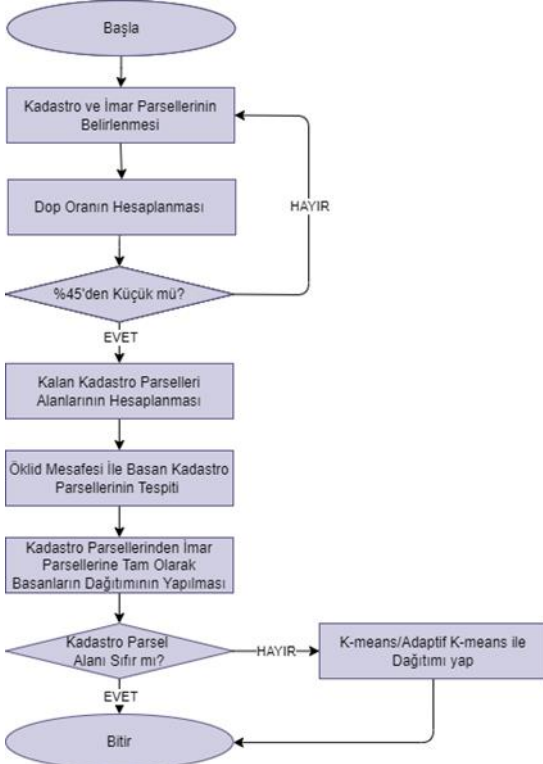 Başla
Kadastro ve İmar Parsellerinin
Belirlenmesi
Dop Oranın Hesaplanması
HAYIR
%45'den Küçük mü?
EVET
Kalan Kadastro Parselleri
Alanlarının Hesaplanması
Öklid Mesafesi İle Basan Kadastro
Parsellerinin Tespiti
Kadastro Parsellerinden İmar
Parsellerine Tam Olarak
Basanların Dağıtımının Yapılması
Kadastro Parsel
Alanı Sıfır mı?
HAYIR
K-means/Adaptif K-means ile
Dağıtımı yap
EVET
Bitir